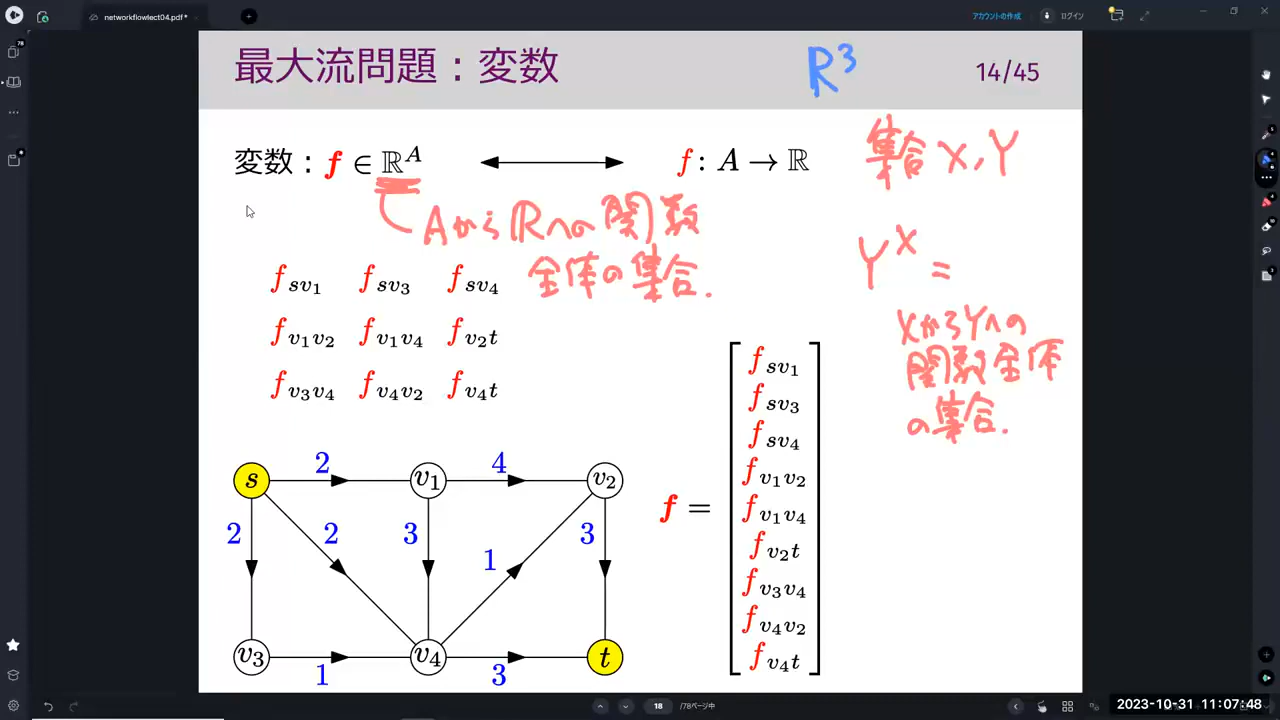 networkflowlect04.pdf*
アカウントの作成
ログイン
最大流問題：変数
R³
14/45
変数：f ∈ ℝ^A ⟷ f: A → ℝ
集合 X, Y
Aからℝへの関数
全体の集合.
Y^X =
XからYへの
関数全体
の集合.
f_{sv_1} f_{sv_3} f_{sv_4}
f_{v_1v_2} f_{v_1v_4} f_{v_2t}
f_{v_3v_4} f_{v_4v_2} f_{v_4t}
f =
f_{sv_1}
f_{sv_3}
f_{sv_4}
f_{v_1v_2}
f_{v_1v_4}
f_{v_2t}
f_{v_3v_4}
f_{v_4v_2}
f_{v_4t}
s 2 v_1 4 v_2
2 2 3 1 3
v_3 1 v_4 3 t
18 /78ページ中
2023-10-31 11:07:48